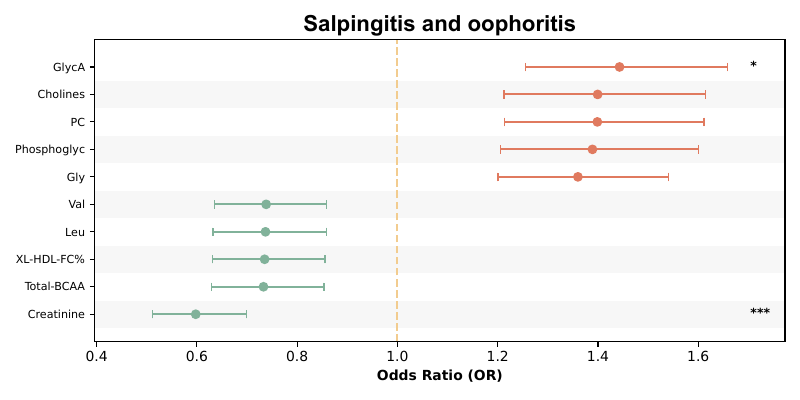 Salpingitis and oophoritis
GlycA *
Cholines
PC
Phosphoglyc
Gly
Val
Leu
XL-HDL-FC%
Total-BCAA
Creatinine ***
0.4 0.6 0.8 1.0 1.2 1.4 1.6
Odds Ratio (OR)